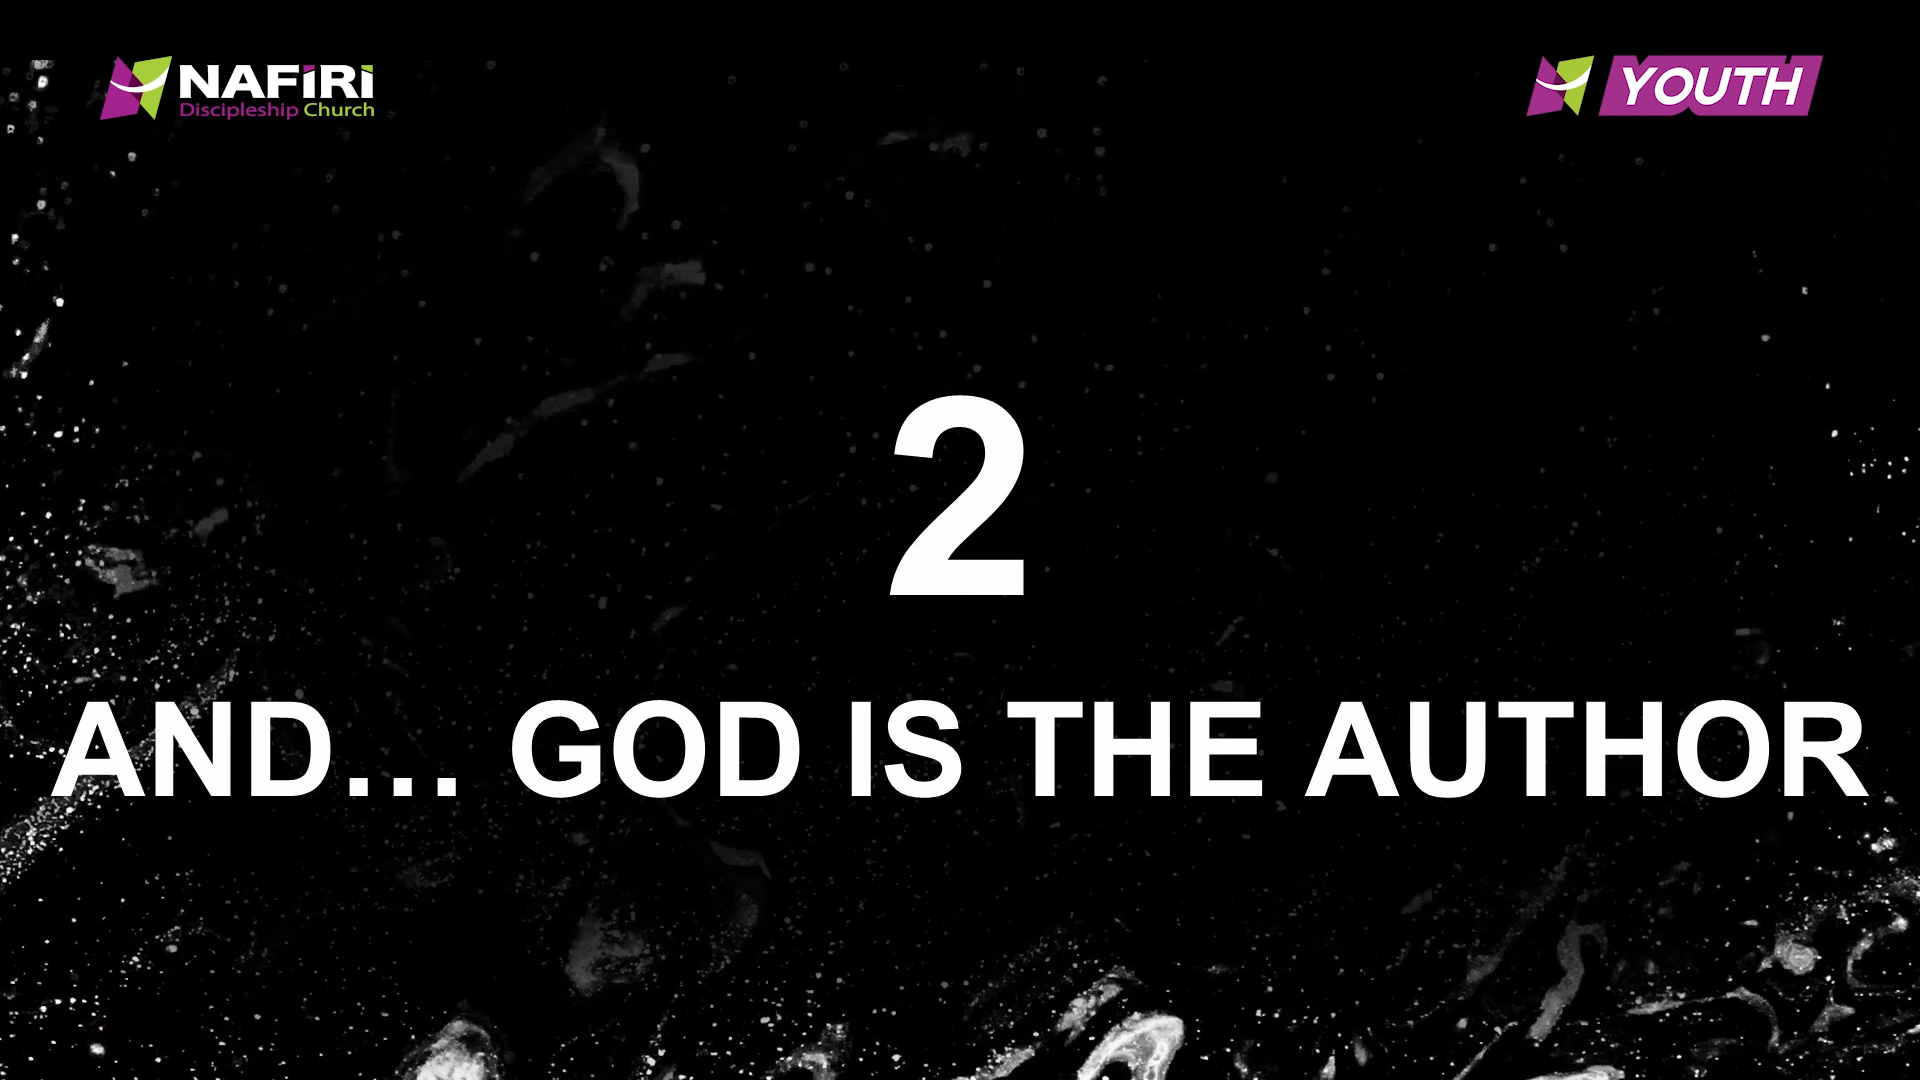 NAFIRI
Discipleship Church
YOUTH
2
AND... GOD IS THE AUTHOR